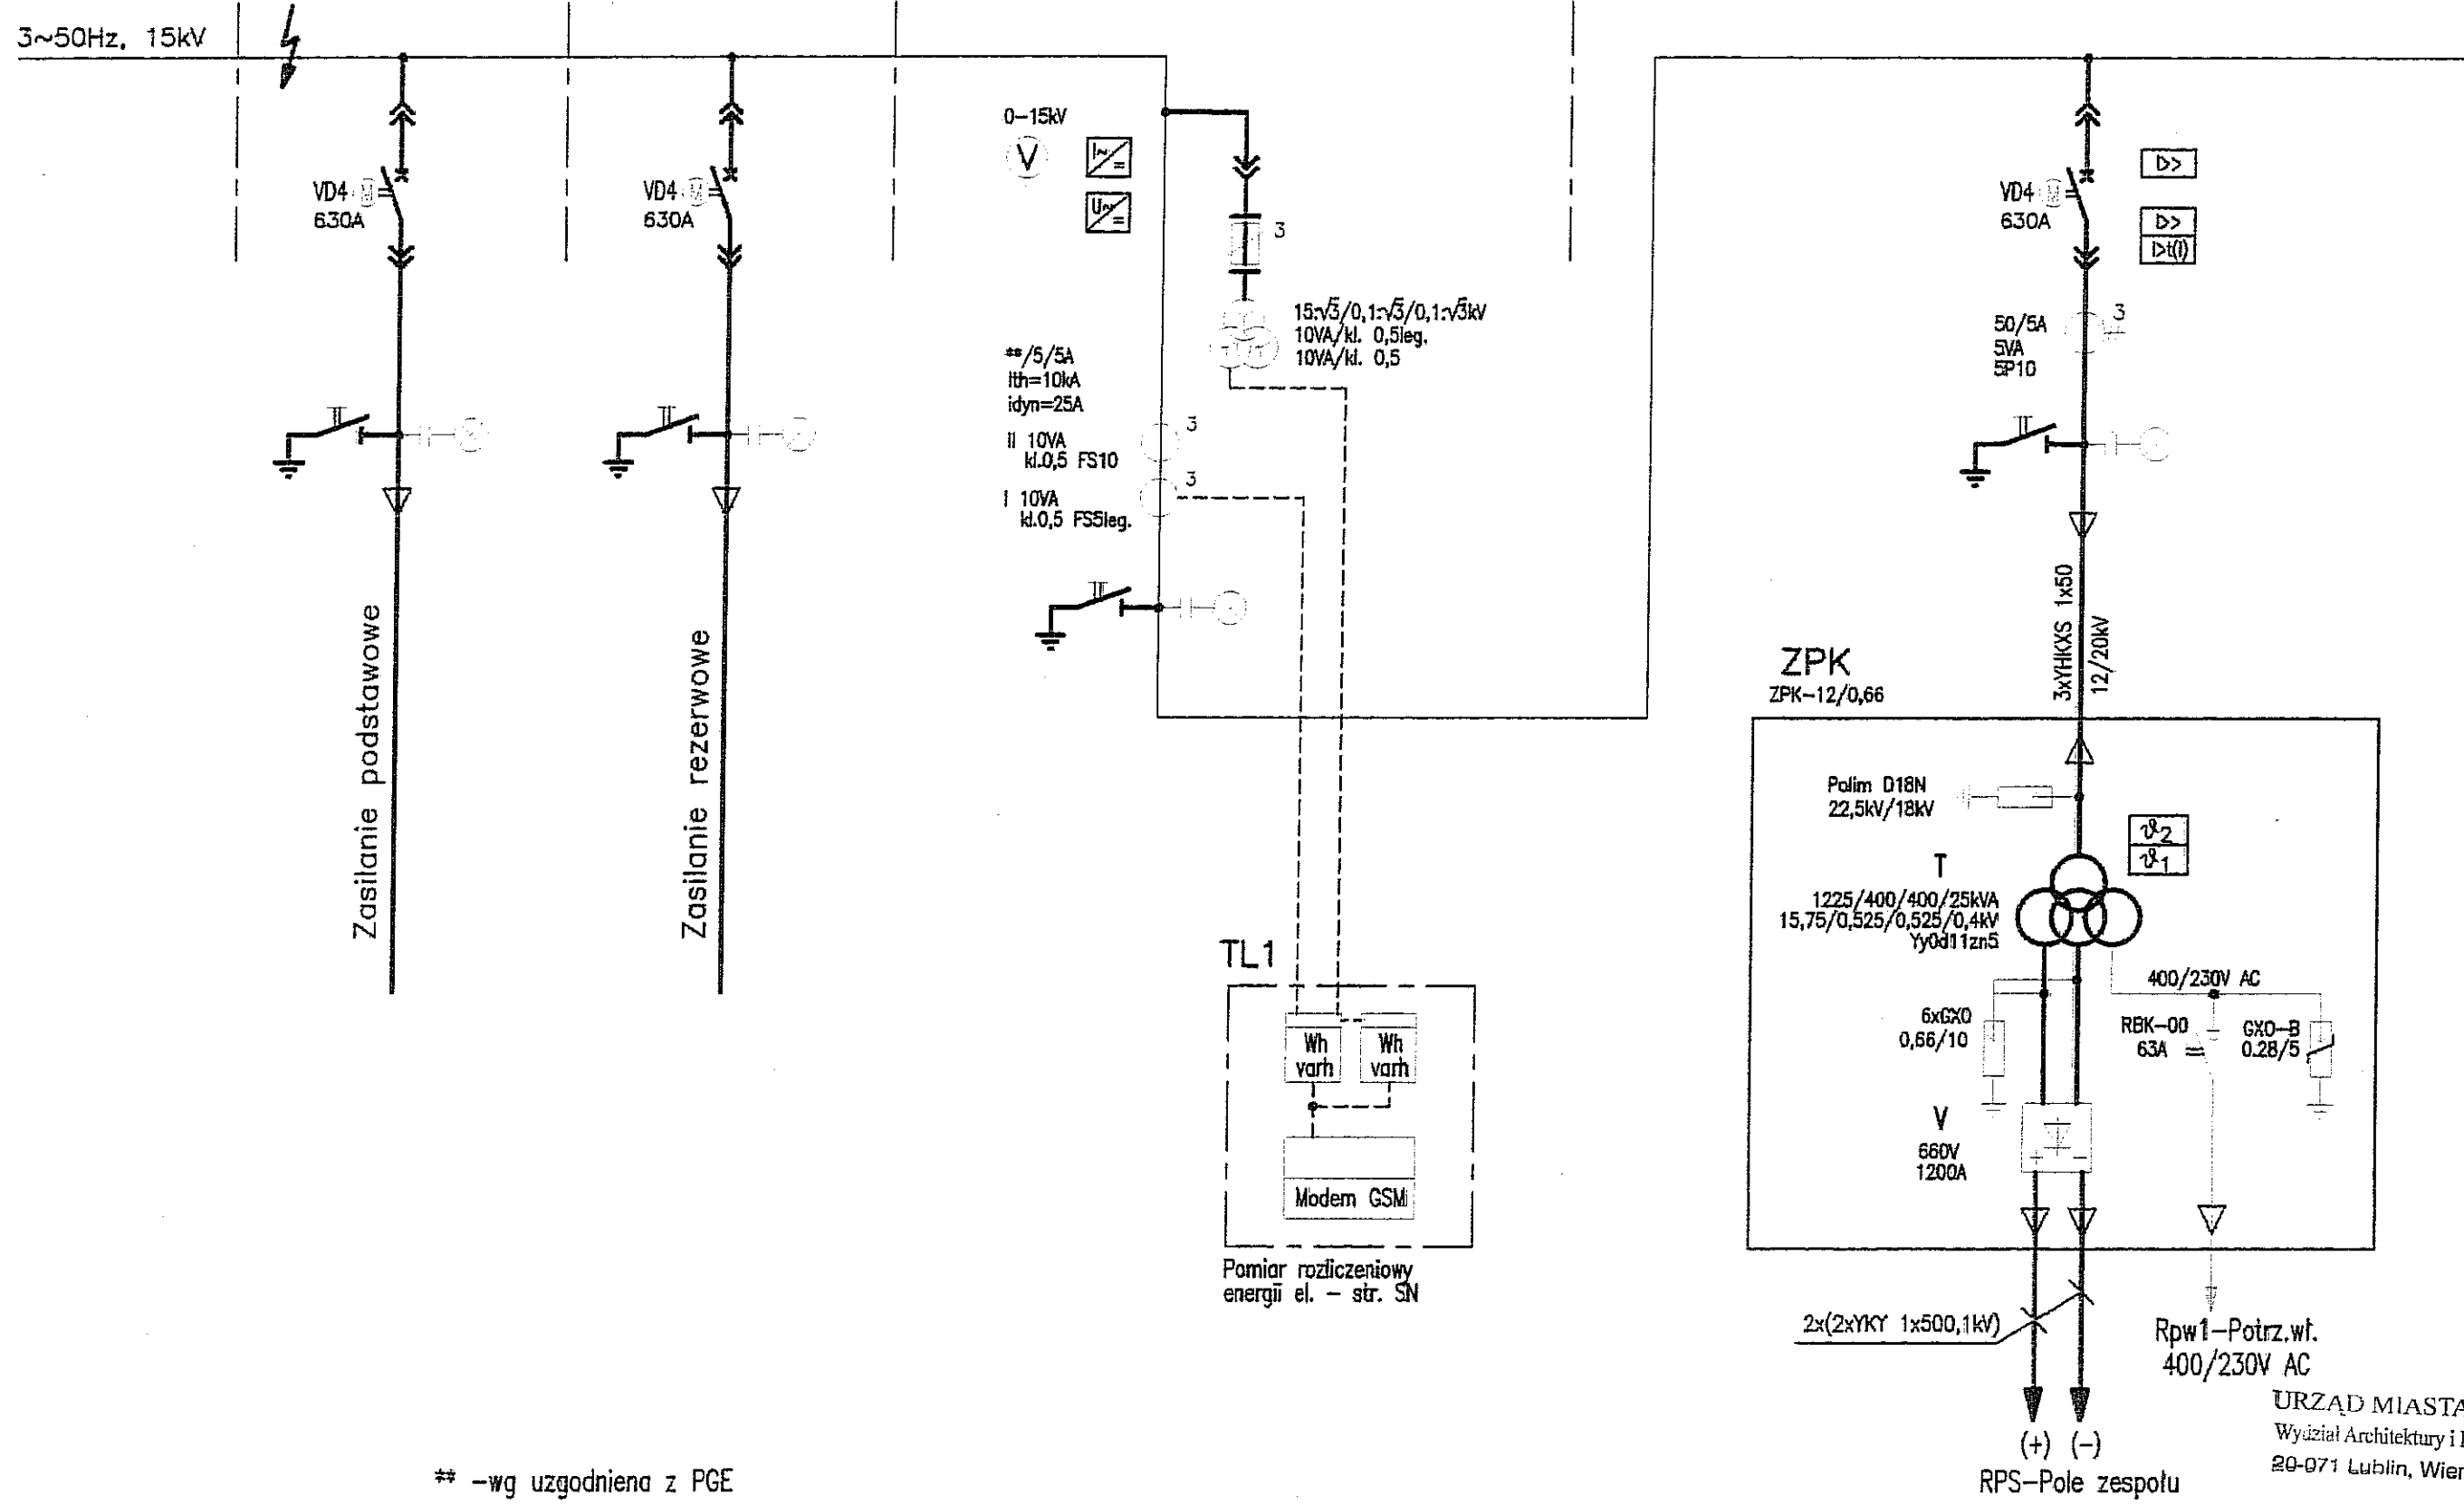 3~50Hz, 15kV
VD4 M
630A
VD4 M
630A
0-15kV
V
I~
=
U~
=
3
15:√3/0,1:√3/0,1:√3kV
10VA/kl. 0,5leg.
10VA/kl. 0,5
**/5/5A
Ith=10kA
idyn=25A
II 10VA
kl.0,5 FS10
3
I 10VA
kl.0,5 FS5leg.
3
Zasilanie podstawowe
Zasilanie rezerwowe
VD4 M
630A
I>>
I>>
I>t(I)
50/5A
5VA
5P10
3
3xYHKXS 1x50
12/20kV
ZPK
ZPK-12/0,66
Polim D18N
22,5kV/18kV
ϑ2
ϑ1
T
1225/400/400/25kVA
15,75/0,525/0,525/0,4kV
Yy0d11zn5
400/230V AC
6xGXO
0,66/10
RBK-00
63A
GXO-B
0.28/5
V
660V
1200A
+ −
TL1
Wh
varh
Wh
varh
Modem GSM
Pomiar rozliczeniowy
energii el. - str. SN
2x(2xYKY 1x500,1kV)
Rpw1-Potrz.wł.
400/230V AC
(+) (-)
RPS-Pole zespołu
** -wg uzgodniena z PGE
URZĄD MIASTA
Wydział Architektury i
20-071 Lublin, Wien